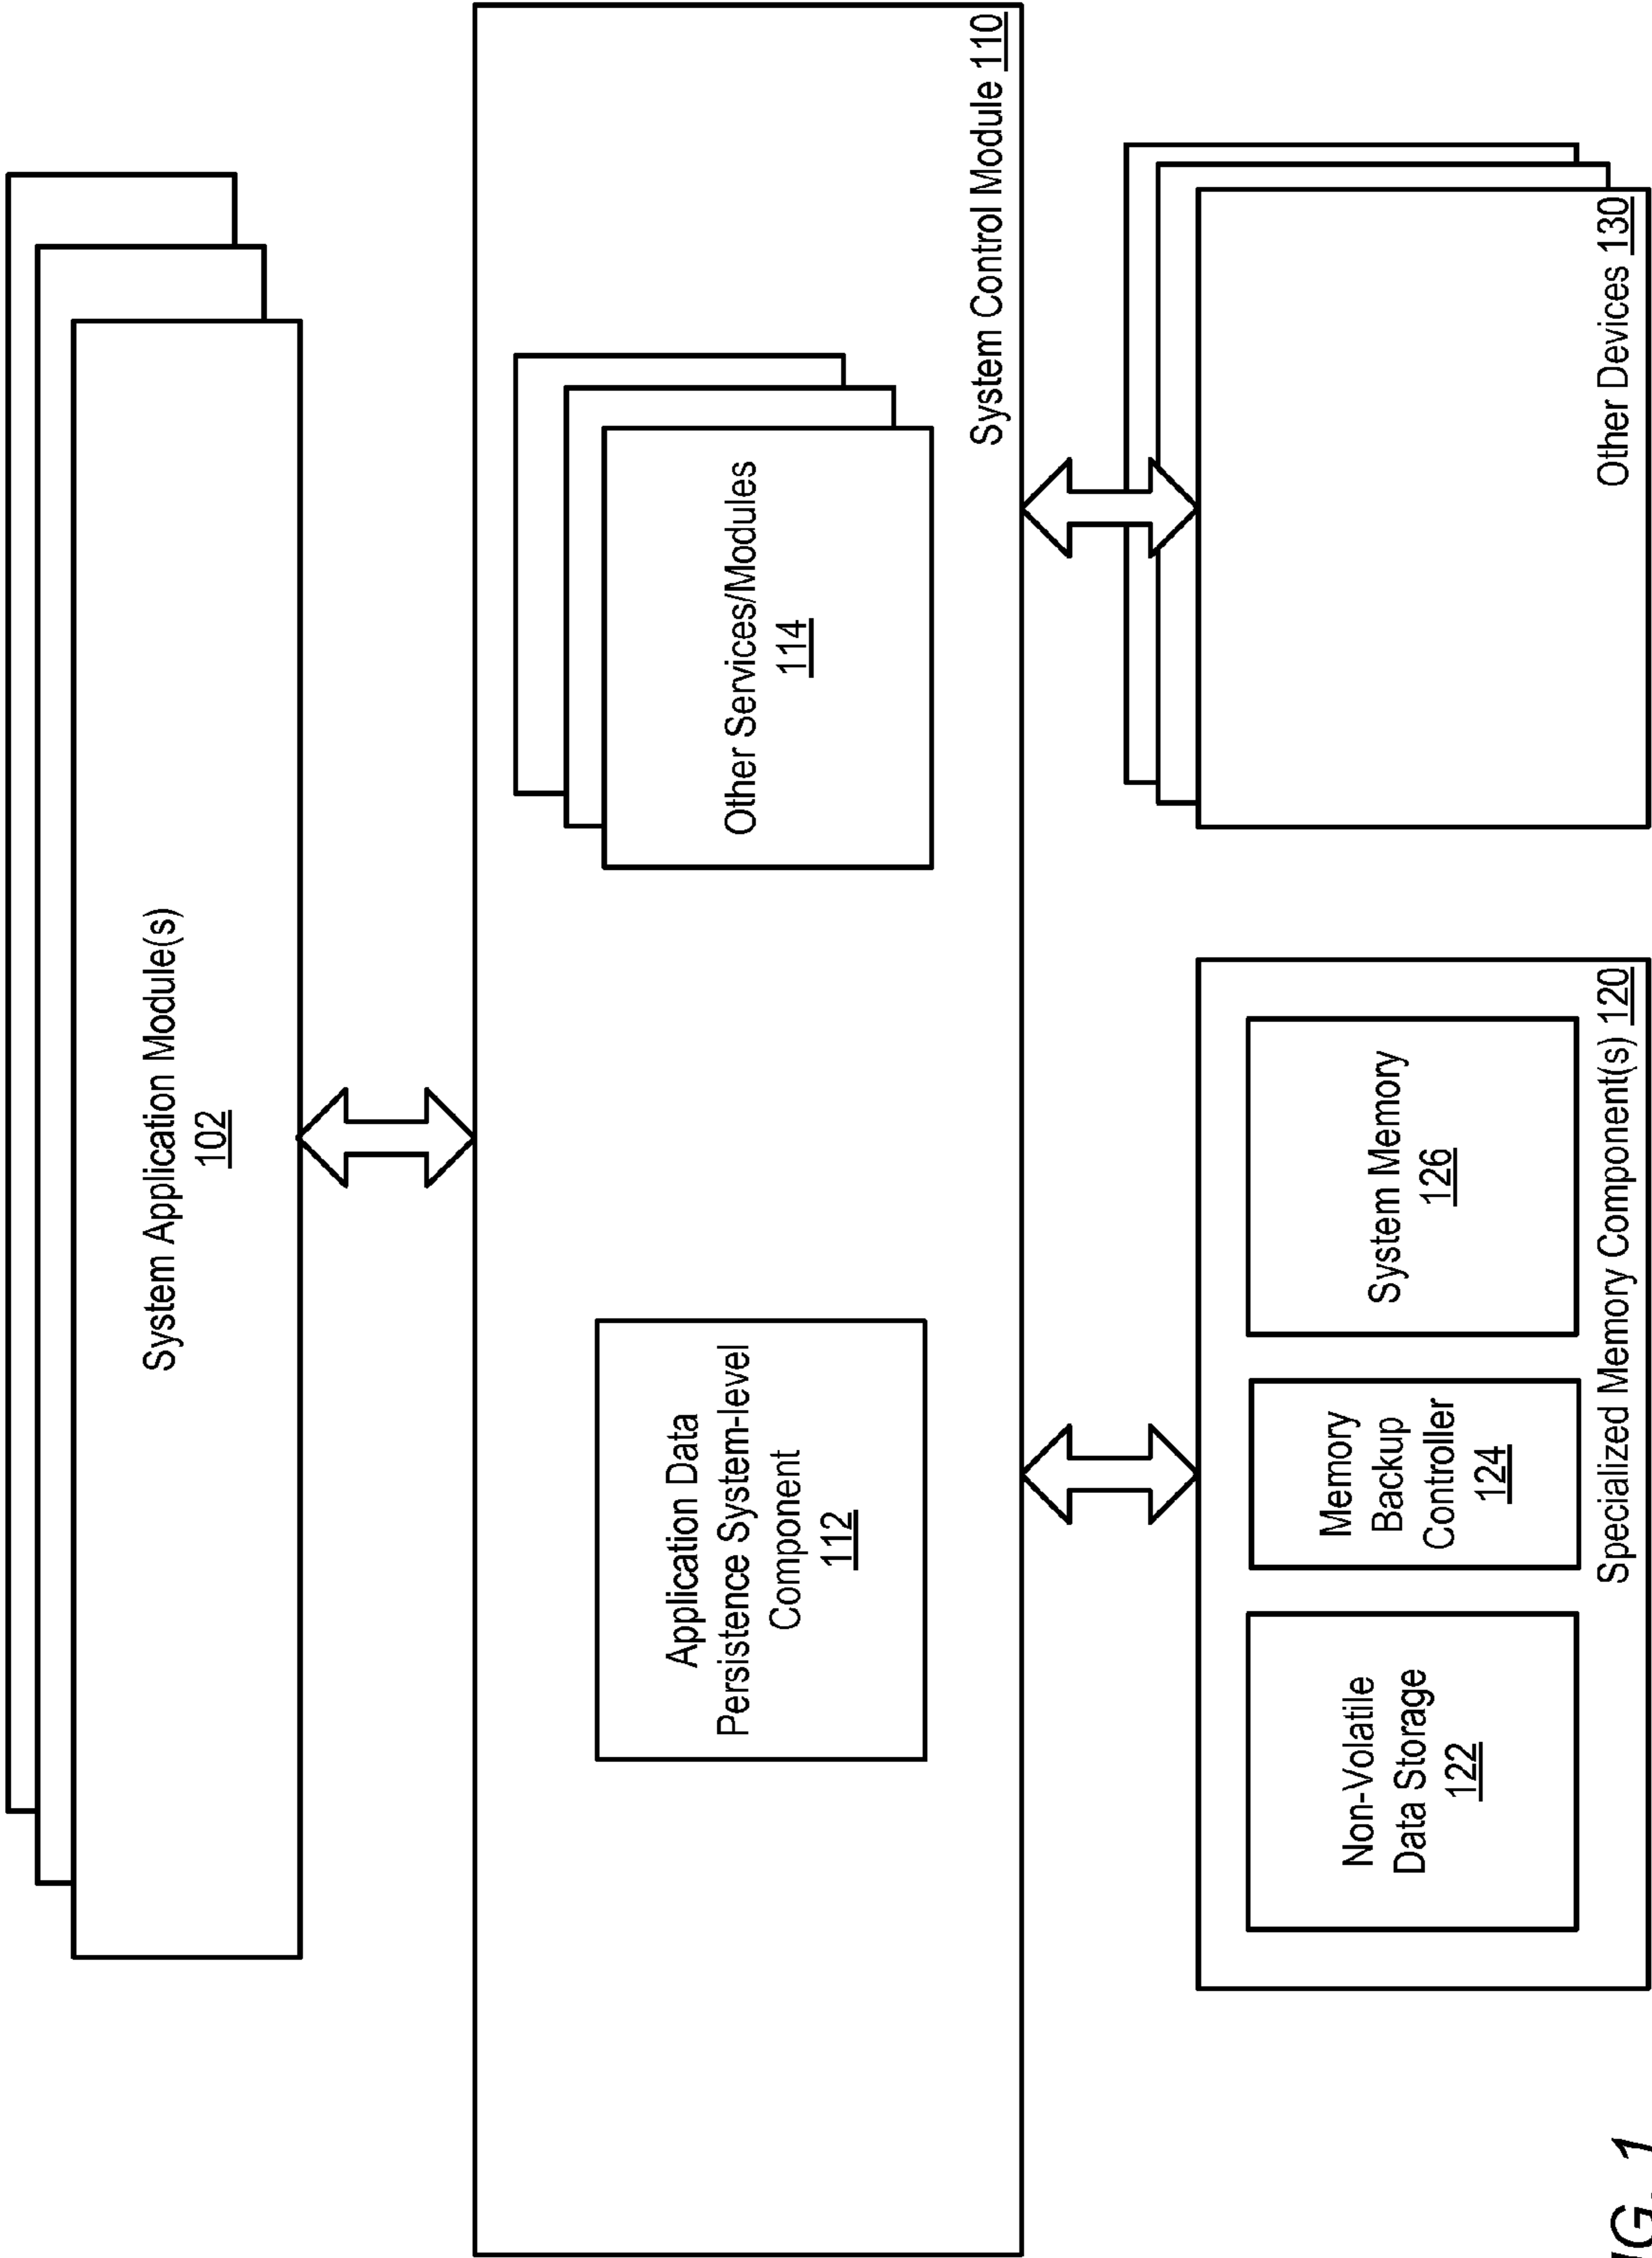 System Application Module(s)
102
Application Data
Persistence System-level
Component
112
Other Services/Modules
114
System Control Module 110
Non-Volatile
Data Storage
122
Memory
Backup
Controller
124
System Memory
126
Specialized Memory Component(s) 120
Other Devices 130
IG. 1